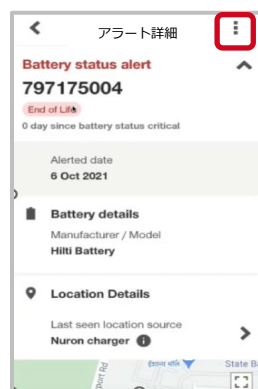 アラート詳細
Battery status alert
797175004
End of Life
0 day since battery status critical
Alerted date
6 Oct 2021
Battery details
Manufacturer / Model
Hilti Battery
Location Details
Last seen location source
Nuron charger
State Ba